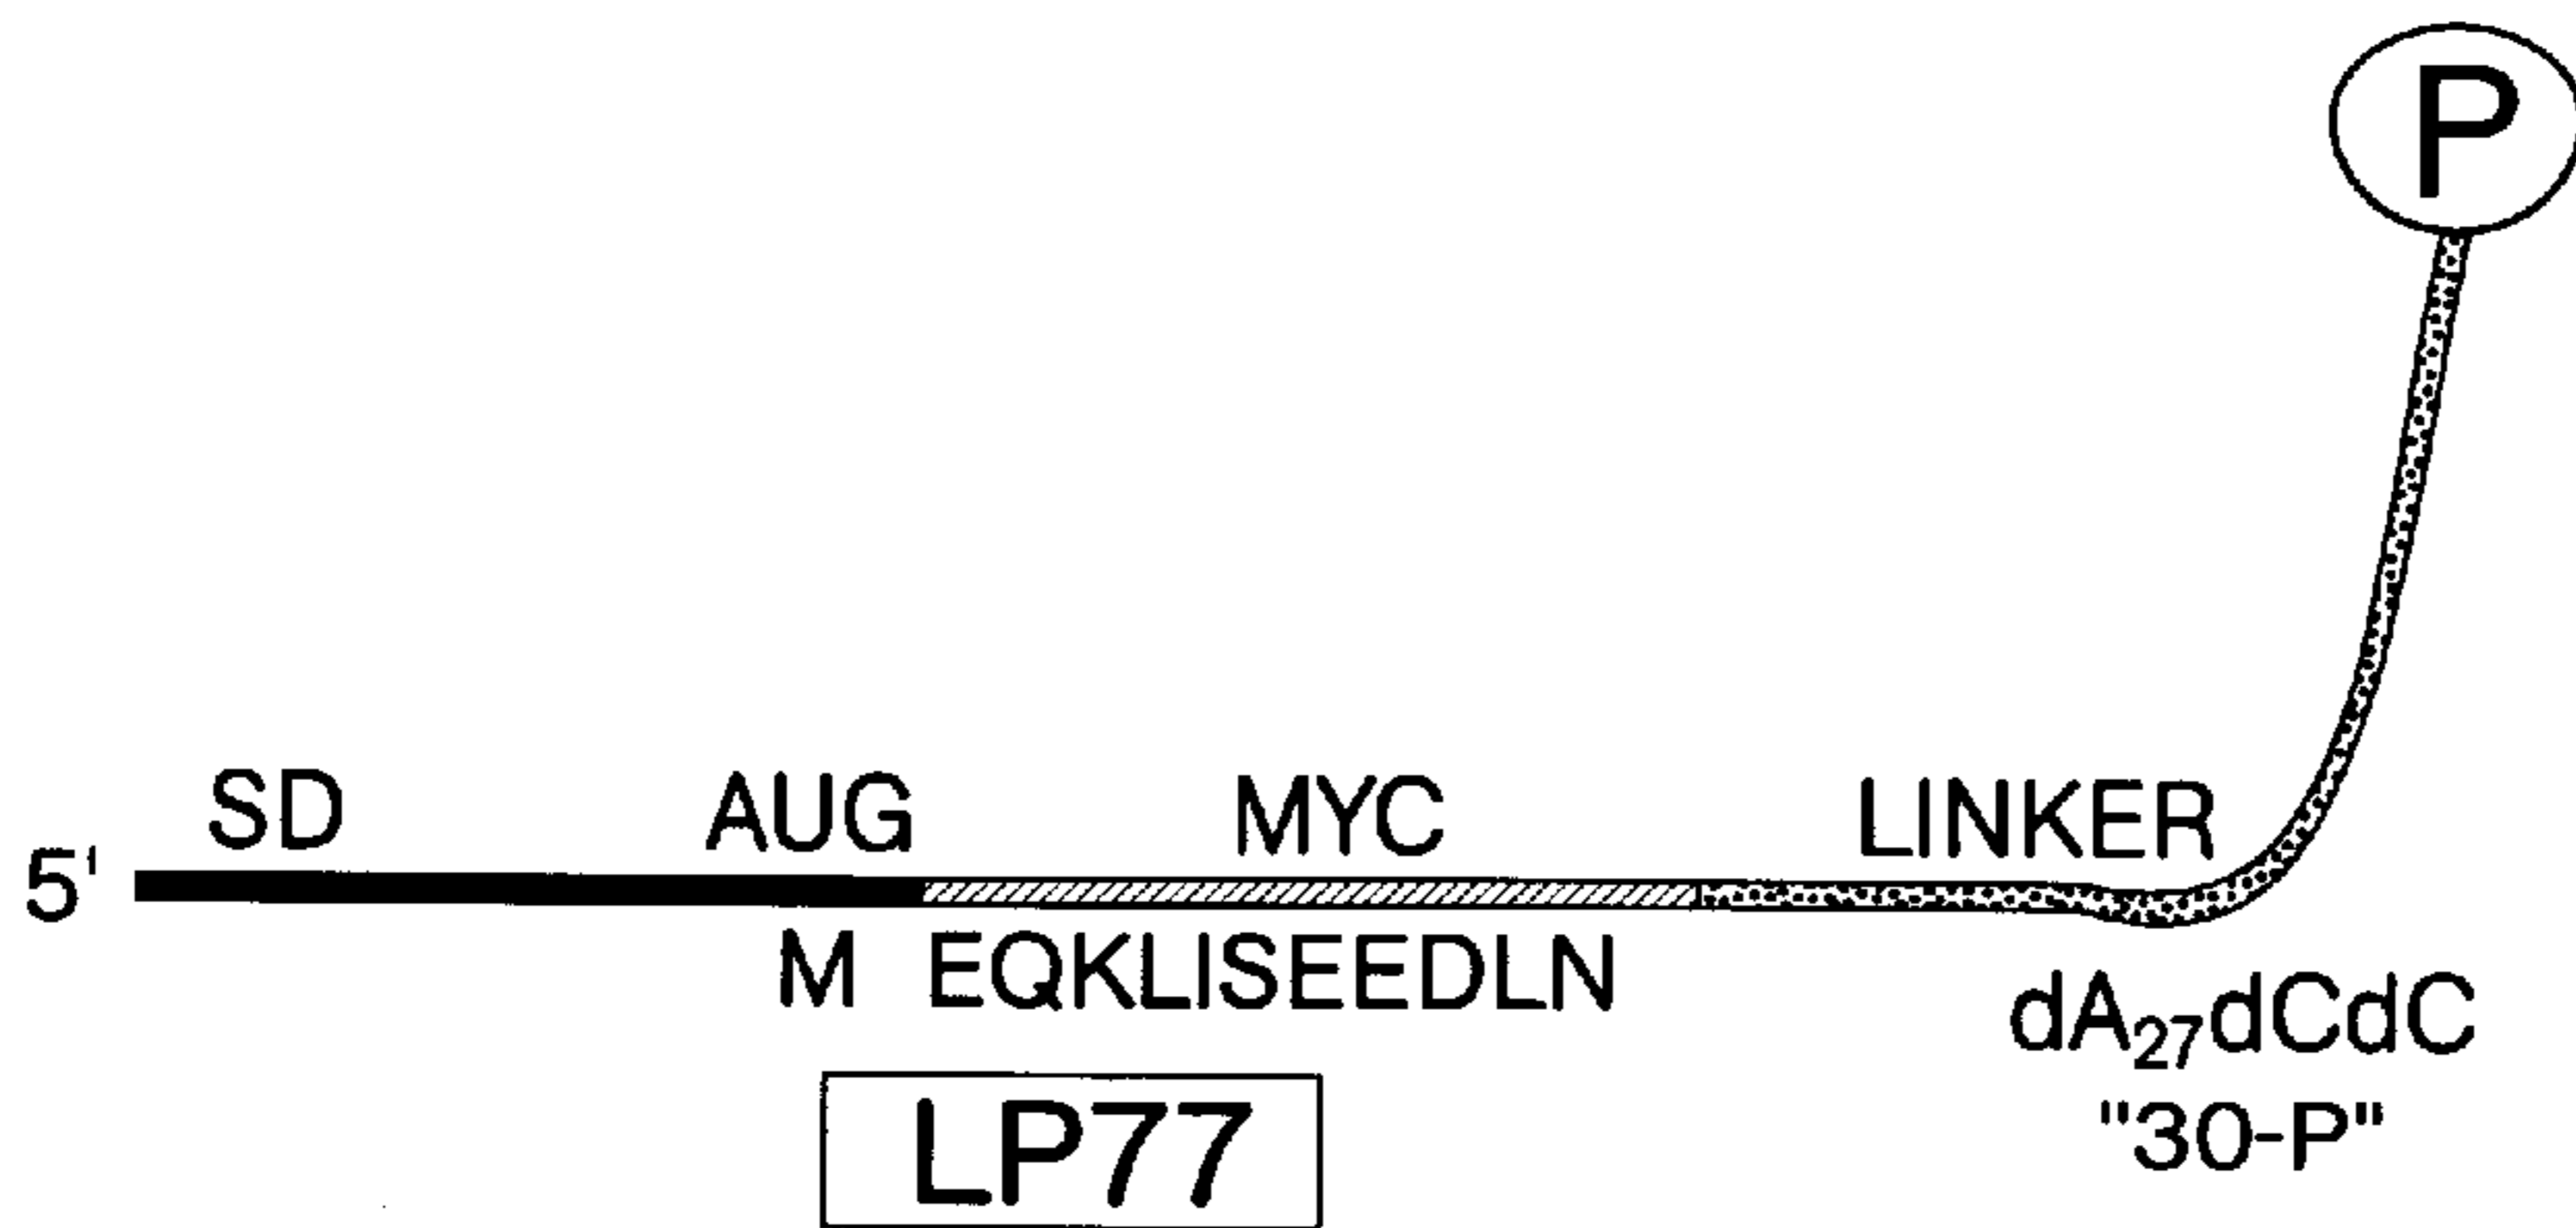 P
SD AUG MYC LINKER
5'
M EQKLISEEDLN
dA₂₇dCdC
"30-P"
LP77